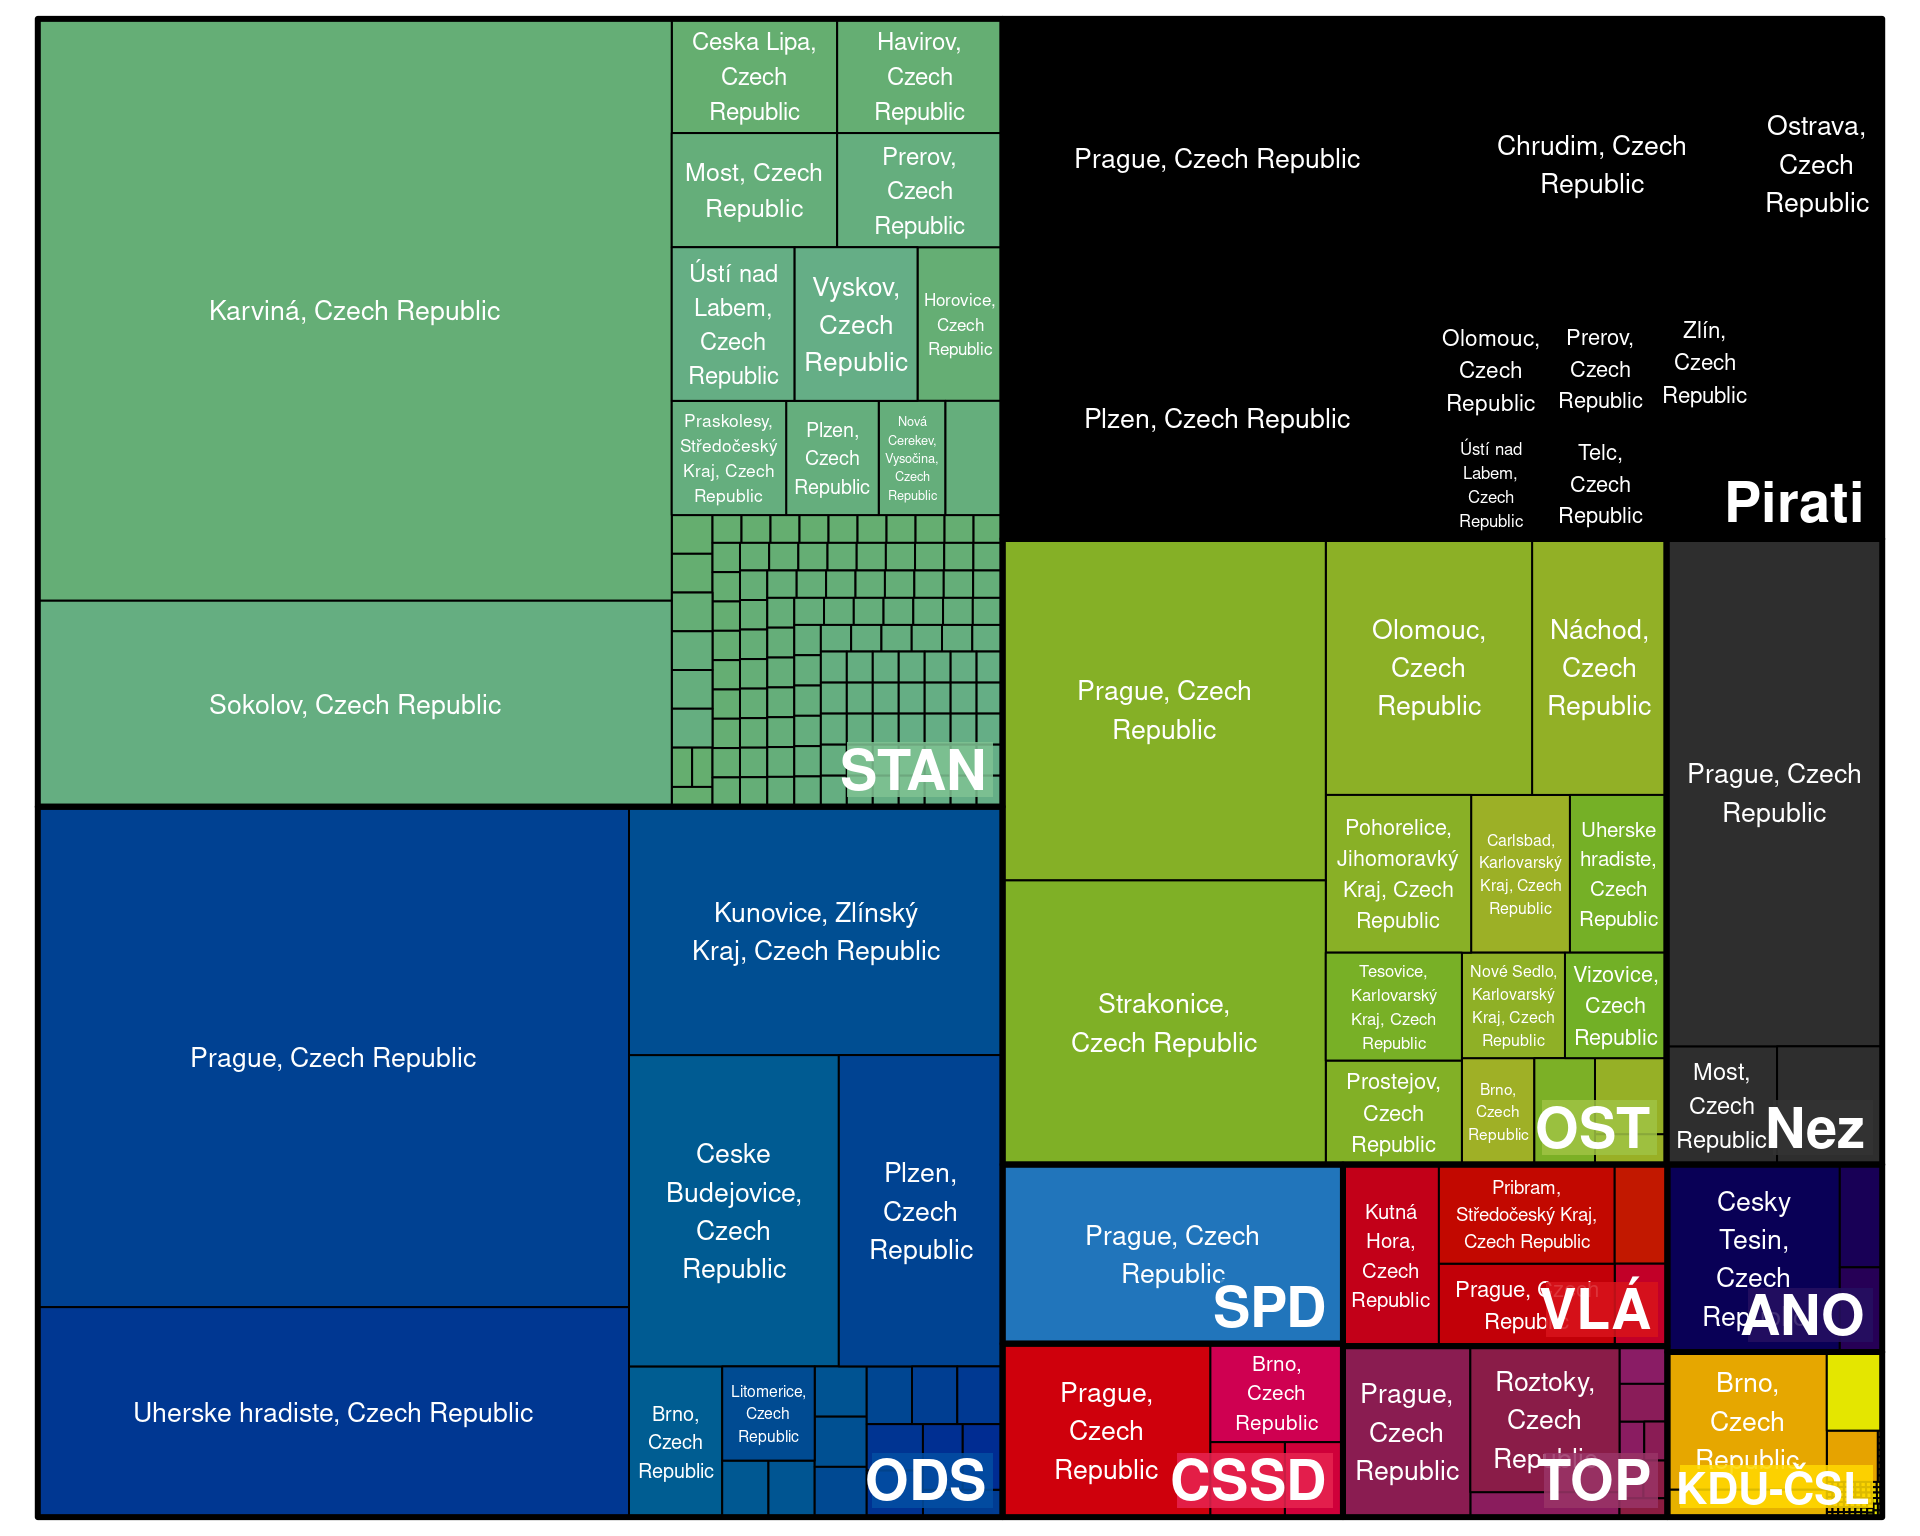 Karviná, Czech Republic
Sokolov, Czech Republic
Ceska Lipa,
Czech
Republic
Havirov,
Czech
Republic
Most, Czech
Republic
Prerov,
Czech
Republic
Ústí nad
Labem,
Czech
Republic
Vyskov,
Czech
Republic
Horovice,
Czech
Republic
Praskolesy,
Středočeský
Kraj, Czech
Republic
Plzen,
Czech
Republic
Nová
Cerekev,
Vysočina,
Czech
Republic
STAN
Prague, Czech Republic
Uherske hradiste, Czech Republic
Kunovice, Zlínský
Kraj, Czech Republic
Ceske
Budejovice,
Czech
Republic
Plzen,
Czech
Republic
Brno,
Czech
Republic
Litomerice,
Czech
Republic
ODS
Prague, Czech Republic
Plzen, Czech Republic
Chrudim, Czech
Republic
Ostrava,
Czech
Republic
Olomouc,
Czech
Republic
Prerov,
Czech
Republic
Zlín,
Czech
Republic
Ústí nad
Labem,
Czech
Republic
Telc,
Czech
Republic
Pirati
Prague, Czech
Republic
Strakonice,
Czech Republic
Olomouc,
Czech
Republic
Náchod,
Czech
Republic
Pohorelice,
Jihomoravký
Kraj, Czech
Republic
Carlsbad,
Karlovarský
Kraj, Czech
Republic
Uherske
hradiste,
Czech
Republic
Tesovice,
Karlovarský
Kraj, Czech
Republic
Nové Sedlo,
Karlovarský
Kraj, Czech
Republic
Vizovice,
Czech
Republic
Prostejov,
Czech
Republic
Brno,
Czech
Republic
OST
Prague, Czech
Republic
Most,
Czech
Republic
Nez
Prague, Czech
Republic
SPD
Kutná
Hora,
Czech
Republic
Pribram,
Středočeský Kraj,
Czech Republic
Prague, Czech
Republic
VLÁ
Cesky
Tesin,
Czech
Republic
ANO
Prague,
Czech
Republic
Brno,
Czech
Republic
CSSD
Prague,
Czech
Republic
Roztoky,
Czech
Republic
TOP
Brno,
Czech
Republic
KDU-ČSL